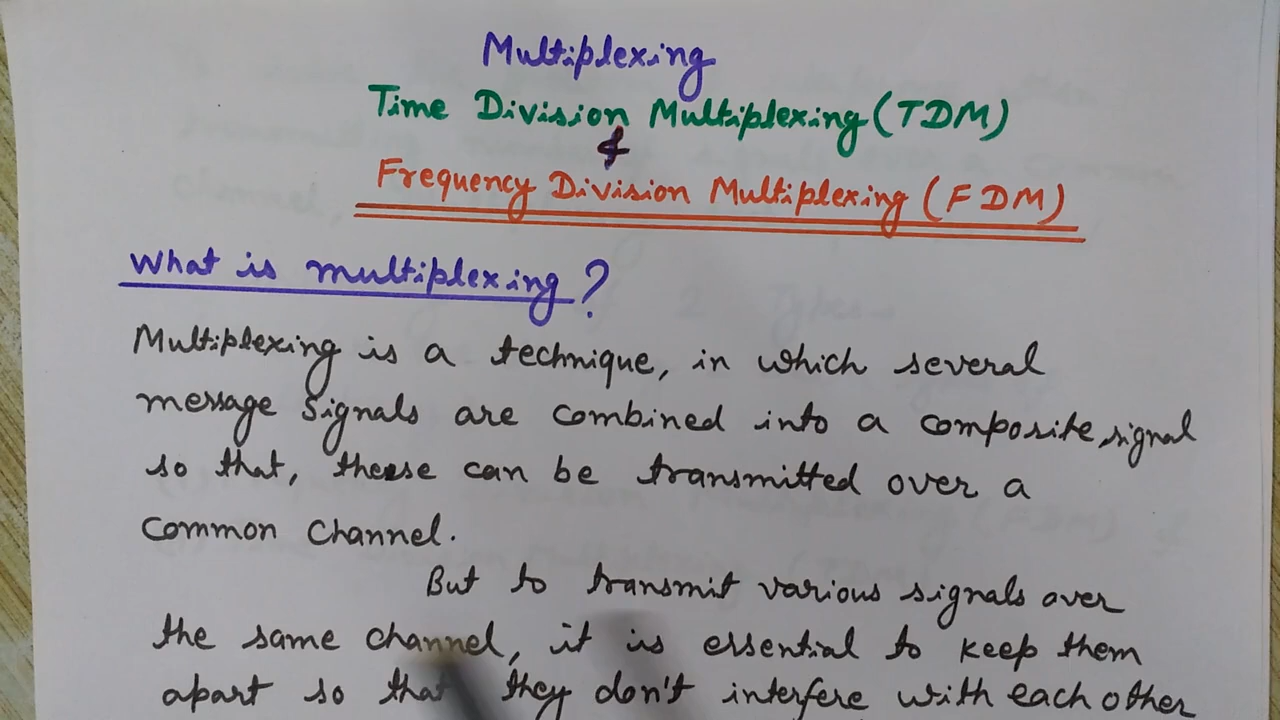 Multiplexing
Time Division Multiplexing (TDM)
&
Frequency Division Multiplexing (FDM)
What is multiplexing?
Multiplexing is a technique, in which several
message signals are combined into a composite signal
so that, these can be transmitted over a
Common Channel.
But to transmit various signals over
the same channel, it is essential to keep them
apart so that they don't interfere with each other